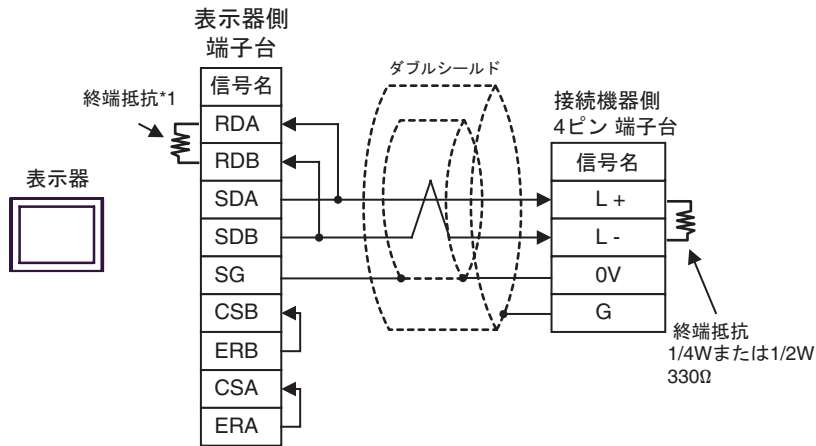 表示器側
端子台
信号名
RDA
RDB
SDA
SDB
SG
CSB
ERB
CSA
ERA
終端抵抗*1
表示器
ダブルシールド
接続機器側
4ピン 端子台
信号名
L +
L -
0V
G
終端抵抗
1/4Wまたは1/2W
330Ω